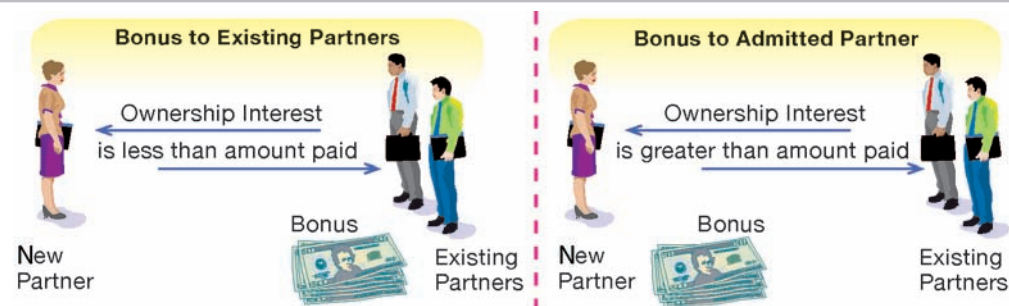 Bonus to Existing Partners
Ownership Interest
is less than amount paid
Bonus
New
Partner
Existing
Partners
Bonus to Admitted Partner
Ownership Interest
is greater than amount paid
Bonus
New
Partner
Existing
Partners